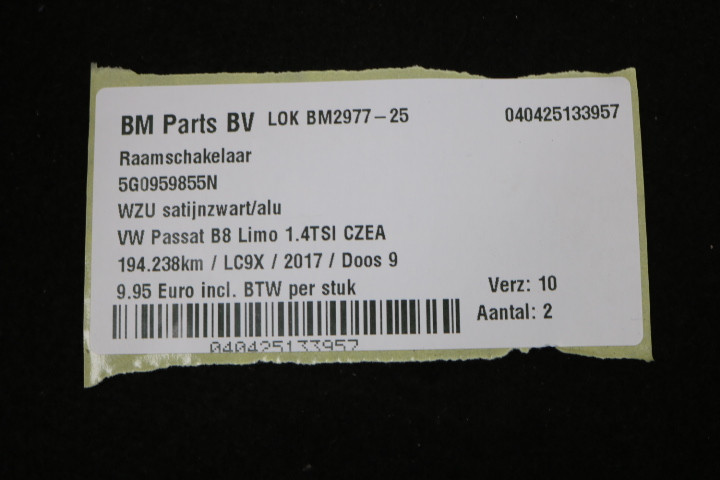 BM Parts BV LOK BM2977-25 040425133957
Raamschakelaar
5G0959855N
WZU satijnzwart/alu
VW Passat B8 Limo 1.4TSI CZEA
194.238km / LC9X / 2017 / Doos 9
9.95 Euro incl. BTW per stuk Verz: 10
Aantal: 2
040425133957